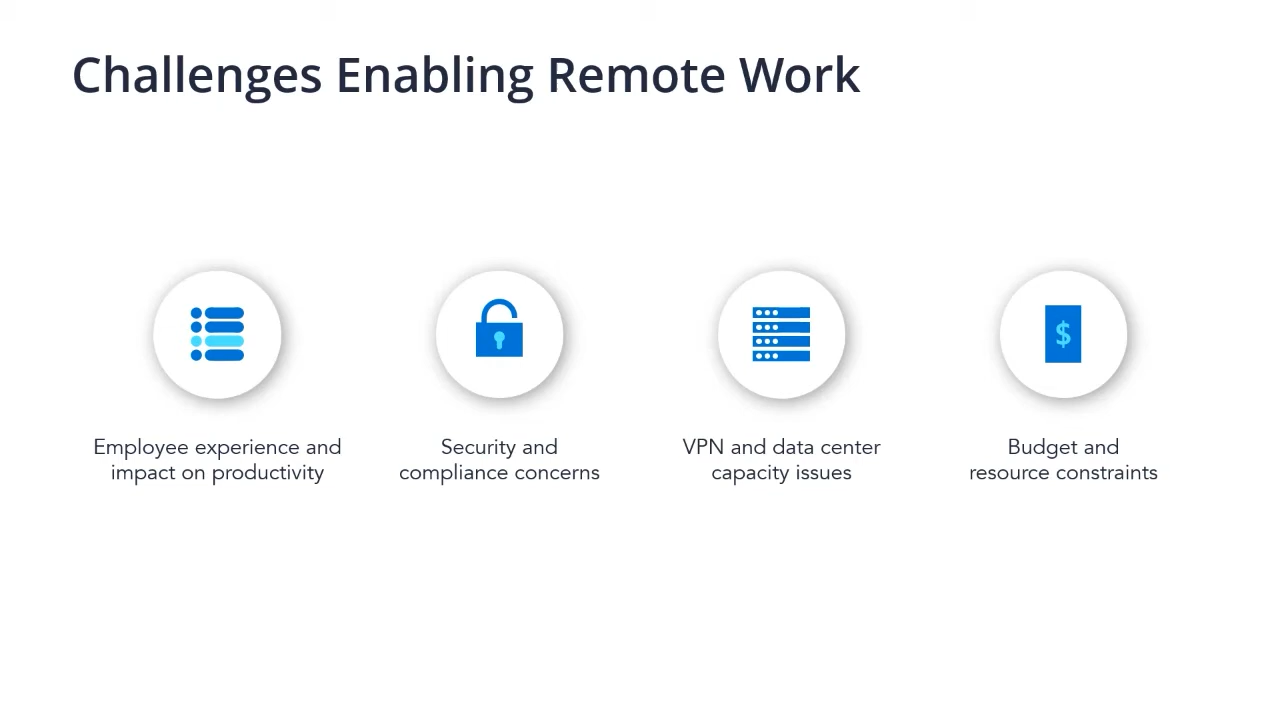 Challenges Enabling Remote Work
$
Employee experience and
impact on productivity
Security and
compliance concerns
VPN and data center
capacity issues
Budget and
resource constraints